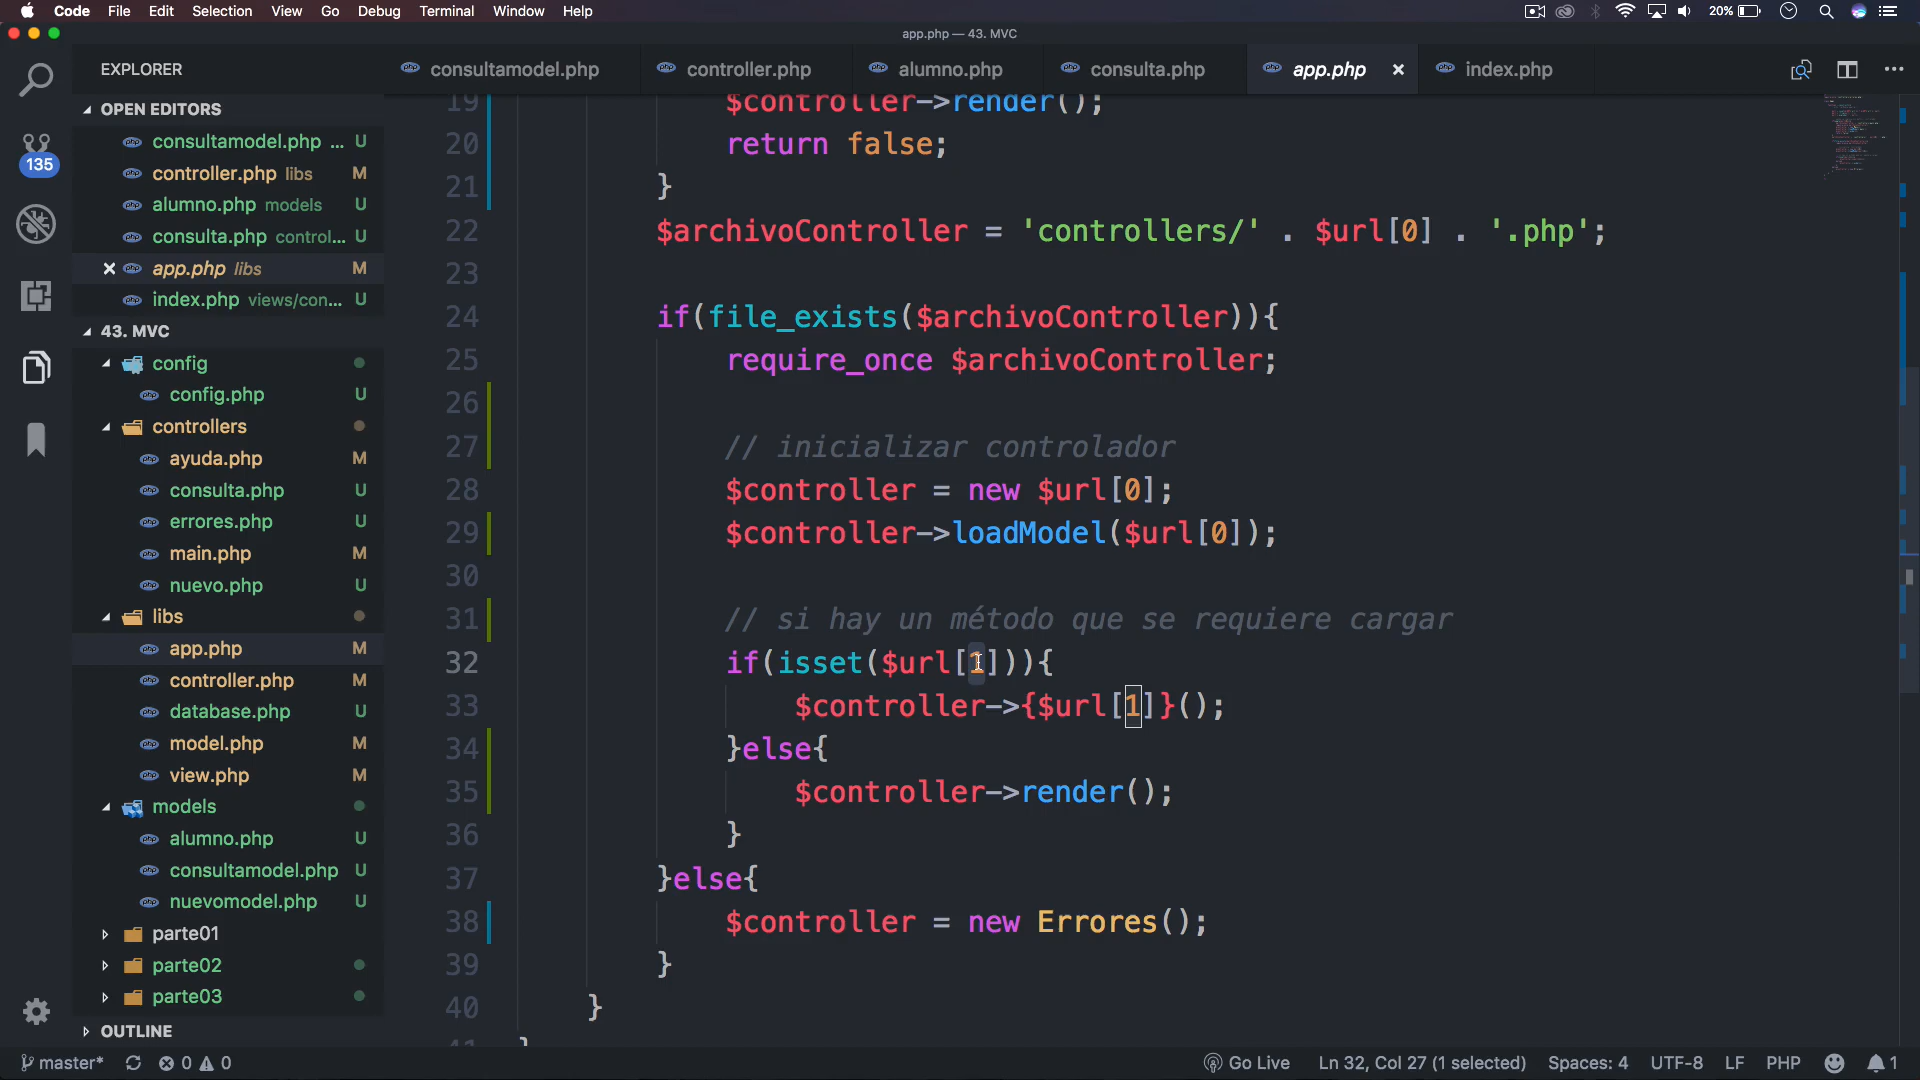 Code File Edit Selection View Go Debug Terminal Window Help
20%
app.php — 43. MVC
EXPLORER
consultamodel.php
controller.php
alumno.php
consulta.php
app.php
index.php
OPEN EDITORS
consultamodel.php ... U
controller.php libs M
alumno.php models U
consulta.php control... U
app.php libs M
index.php views/con... U
135
43. MVC
config
config.php U
controllers
ayuda.php M
consulta.php U
errores.php U
main.php M
nuevo.php U
libs
app.php M
controller.php M
database.php U
model.php M
view.php M
models
alumno.php U
consultamodel.php U
nuevomodel.php U
parte01
parte02
parte03
OUTLINE
19 $controller->render();
20 return false;
21 }
22 $archivoController = 'controllers/' . $url[0] . '.php';
23
24 if(file_exists($archivoController)){
25 require_once $archivoController;
26
27 // inicializar controlador
28 $controller = new $url[0];
29 $controller->loadModel($url[0]);
30
31 // si hay un método que se requiere cargar
32 if(isset($url[1])){
33 $controller->{$url[1]}();
34 }else{
35 $controller->render();
36 }
37 }else{
38 $controller = new Errores();
39 }
40 }
41 }
master* 0 0
Go Live Ln 32, Col 27 (1 selected) Spaces: 4 UTF-8 LF PHP 1